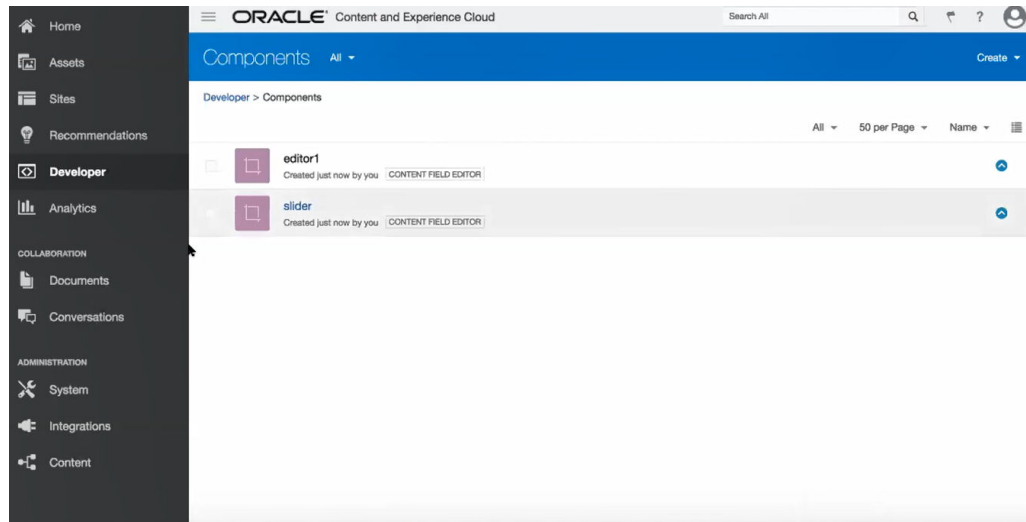 Home
Assets
Sites
Recommendations
Developer
Analytics
COLLABORATION
Documents
Conversations
ADMINISTRATION
System
Integrations
Content
ORACLE® Content and Experience Cloud
Search All
?
Components All
Create
Developer > Components
All 50 per Page Name
editor1
Created just now by you CONTENT FIELD EDITOR
slider
Created just now by you CONTENT FIELD EDITOR